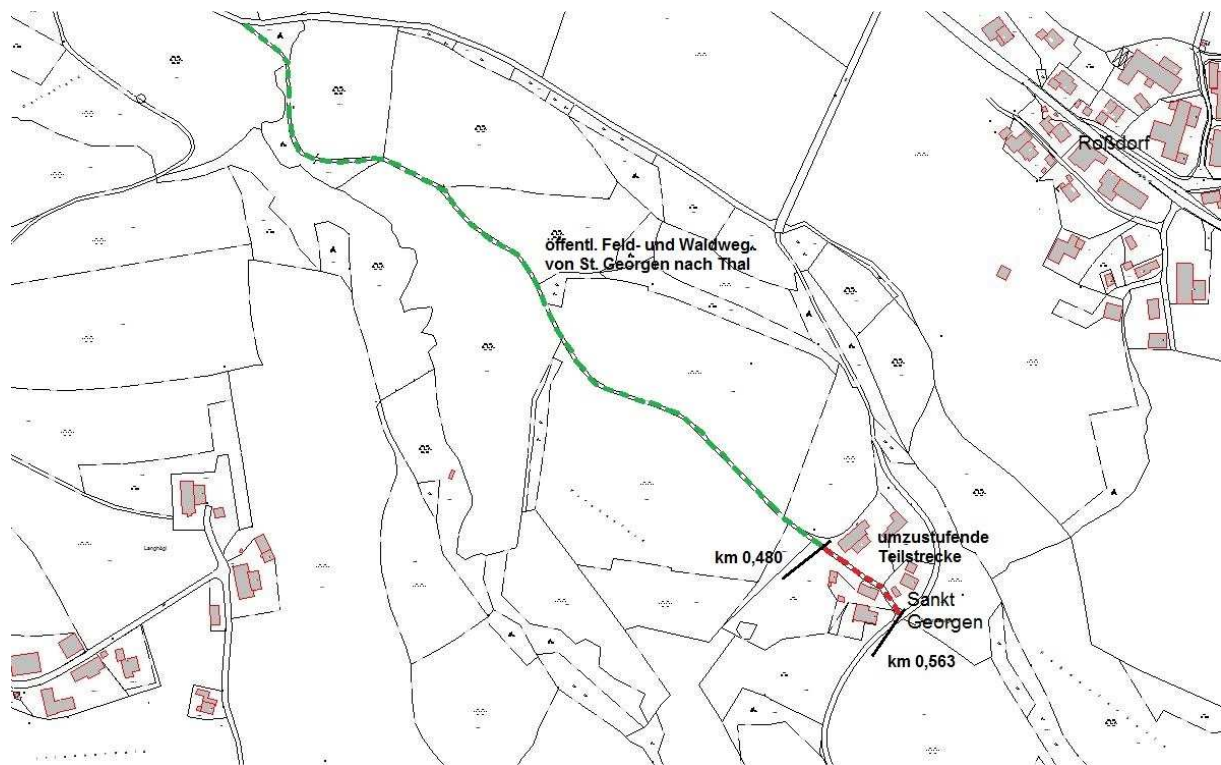 Roßdorf
öffentl. Feld- und Waldweg
von St. Georgen nach Thal
umzustufende
Teilstrecke
km 0,480
Sankt
Georgen
km 0,563
Langhögl